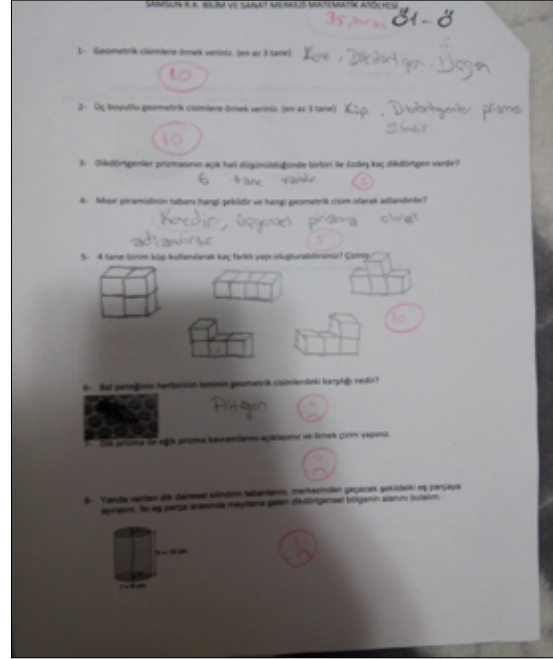 SAMSUN R.K. BİLİM VE SANAT MERKEZİ MATEMATİK ATÖLYESİ
35 puan Ö1-Ö
1- Geometrik cisimlere örnek veriniz. (en az 3 tane) Kare, Dikdörtgen, Üçgen
10
2- Üç boyutlu geometrik cisimlere örnek veriniz. (en az 3 tane) Küp, Dikdörtgenler prizma
Silindir
10
3- Dikdörtgenler prizmasının açık hali düşünüldüğünde birbiri ile özdeş kaç dikdörtgen vardır?
6 tane vardır
4- Mısır piramidinin tabanı hangi şekildir ve hangi geometrik cisim olarak adlandırılır?
Karedir, üçgensel prizma olarak
adlandırılır
5
5- 4 tane birim küp kullanılarak kaç farklı yapı oluşturabilirsiniz? Çiziniz.
10
6- Bal peteğinin herbirinin isminin geometrik cisimlerdeki karşılığı nedir?
Altıgen
7- Dik prizma ile eğik prizma kavramlarını açıklayınız ve örnek çizim yapınız.
8- Yanda verilen dik dairesel silindirin tabanlarını, merkezinden geçecek şekildeki eş parçaya
ayıralım. İki eş parça arasında meydana gelen dikdörtgensel bölgenin alanını bulalım.